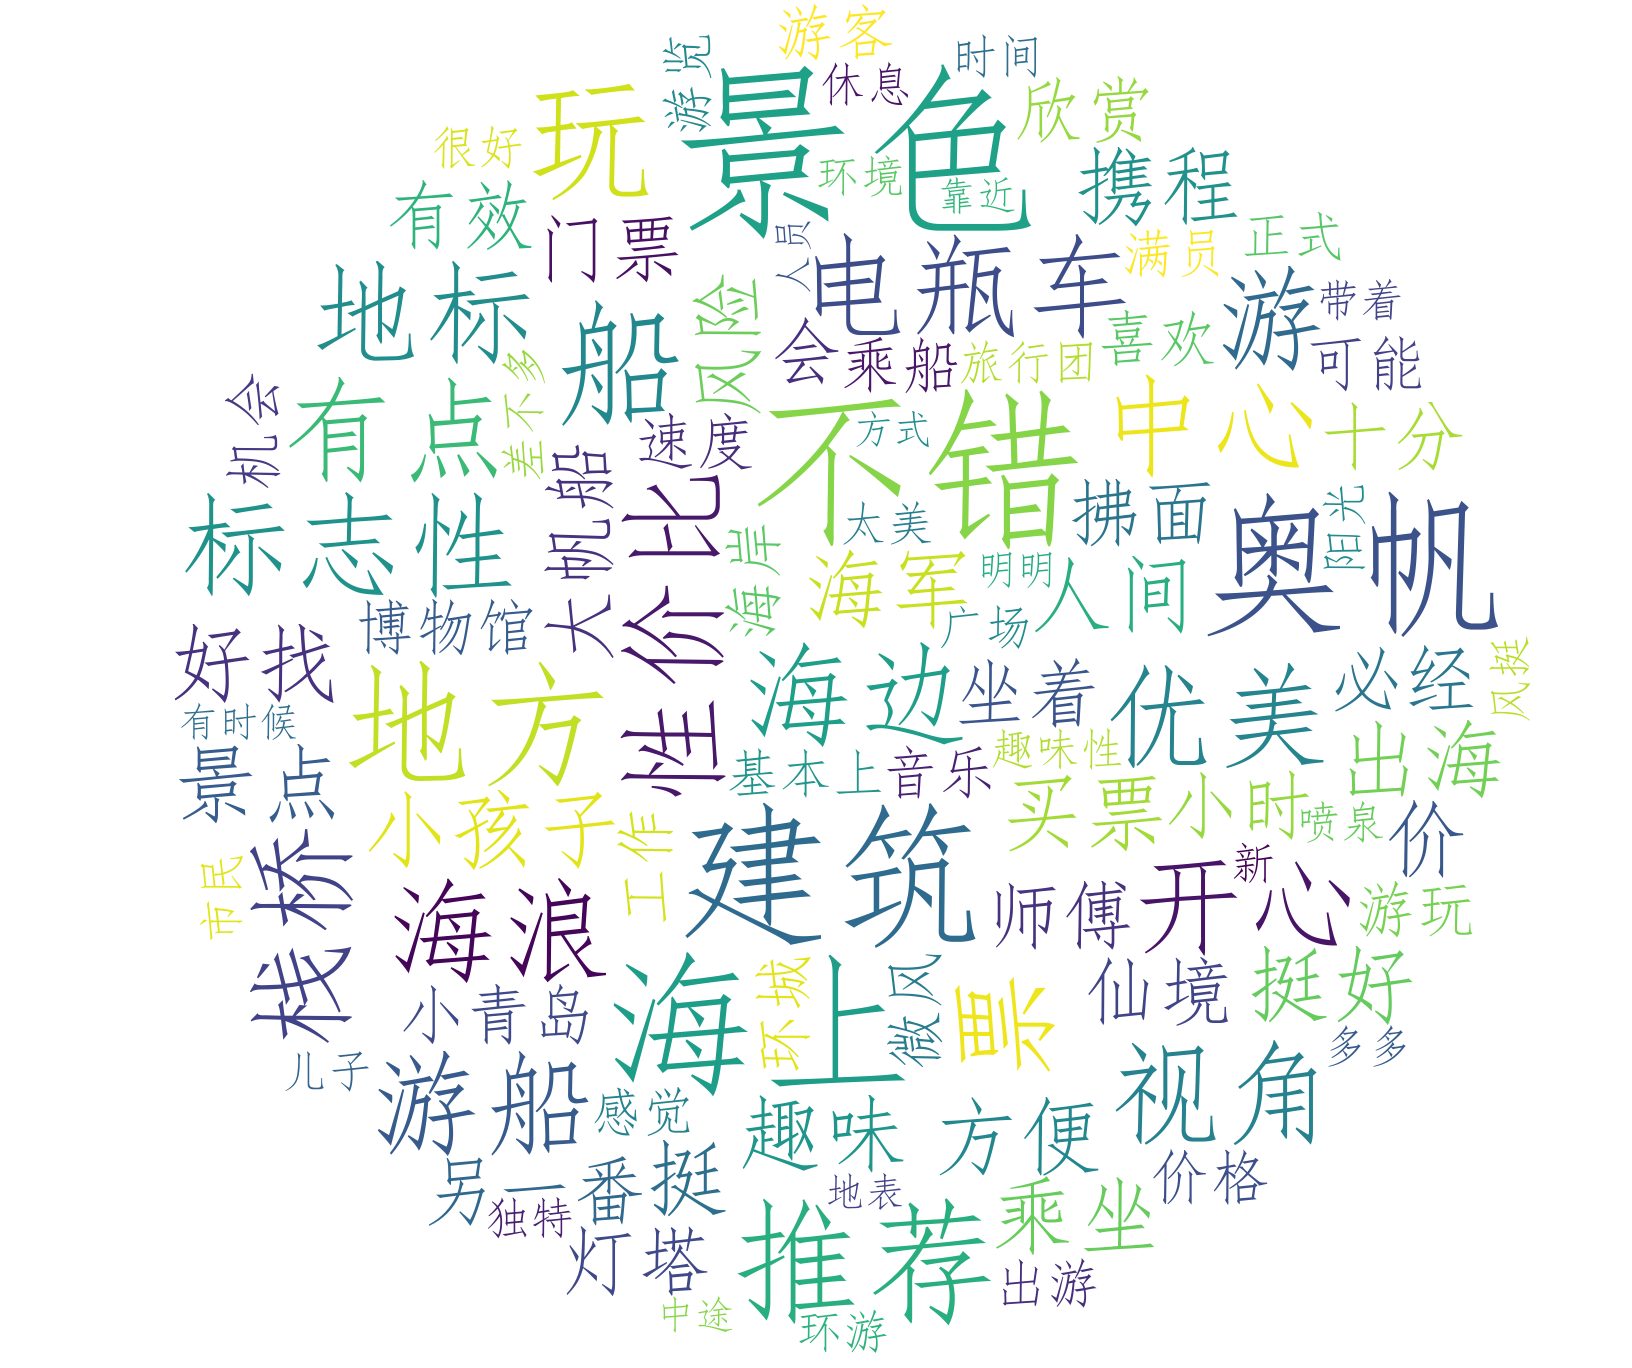 游客
时间
游览
休息
景色
玩
欣赏
很好
环境
靠近
携程
有效
门票
人员
电瓶车
满员
正式
地标
船
风险
会
乘船
旅行团
喜欢
游
带着
可能
机会
有点
差不多
速度
不错
方式
中心
十分
标志性
大帆船
性价比
海岸
太美
海军
明明
人间
拂面
奥帆
阳光
博物馆
广场
好找
地方
海边
坐着
优美
必经
风挺
有时候
景点
基本上
音乐
趣味性
出海
小孩子
工作
买票
小时
喷泉
价
市民
栈桥
海浪
建筑
师傅
开心
新
游玩
小青岛
海上
环城
微风
票
仙境
挺好
儿子
游船
感觉
视角
多多
另一番
挺
趣味
方便
价格
独特
地表
乘坐
灯塔
推荐
出游
中途
环游